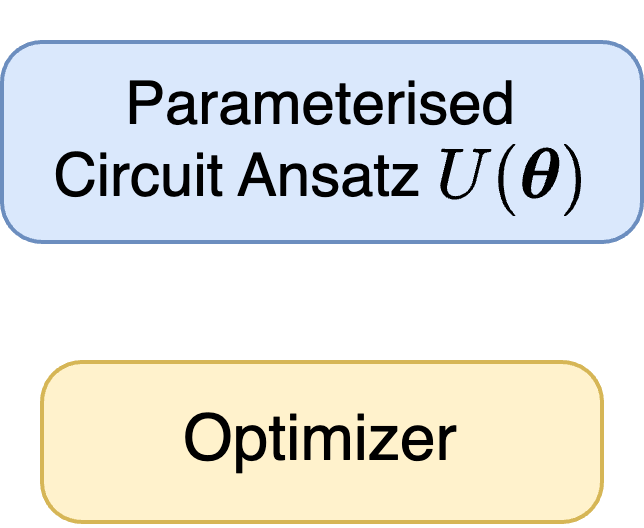 Parameterised
Circuit Ansatz U(θ)
Optimizer